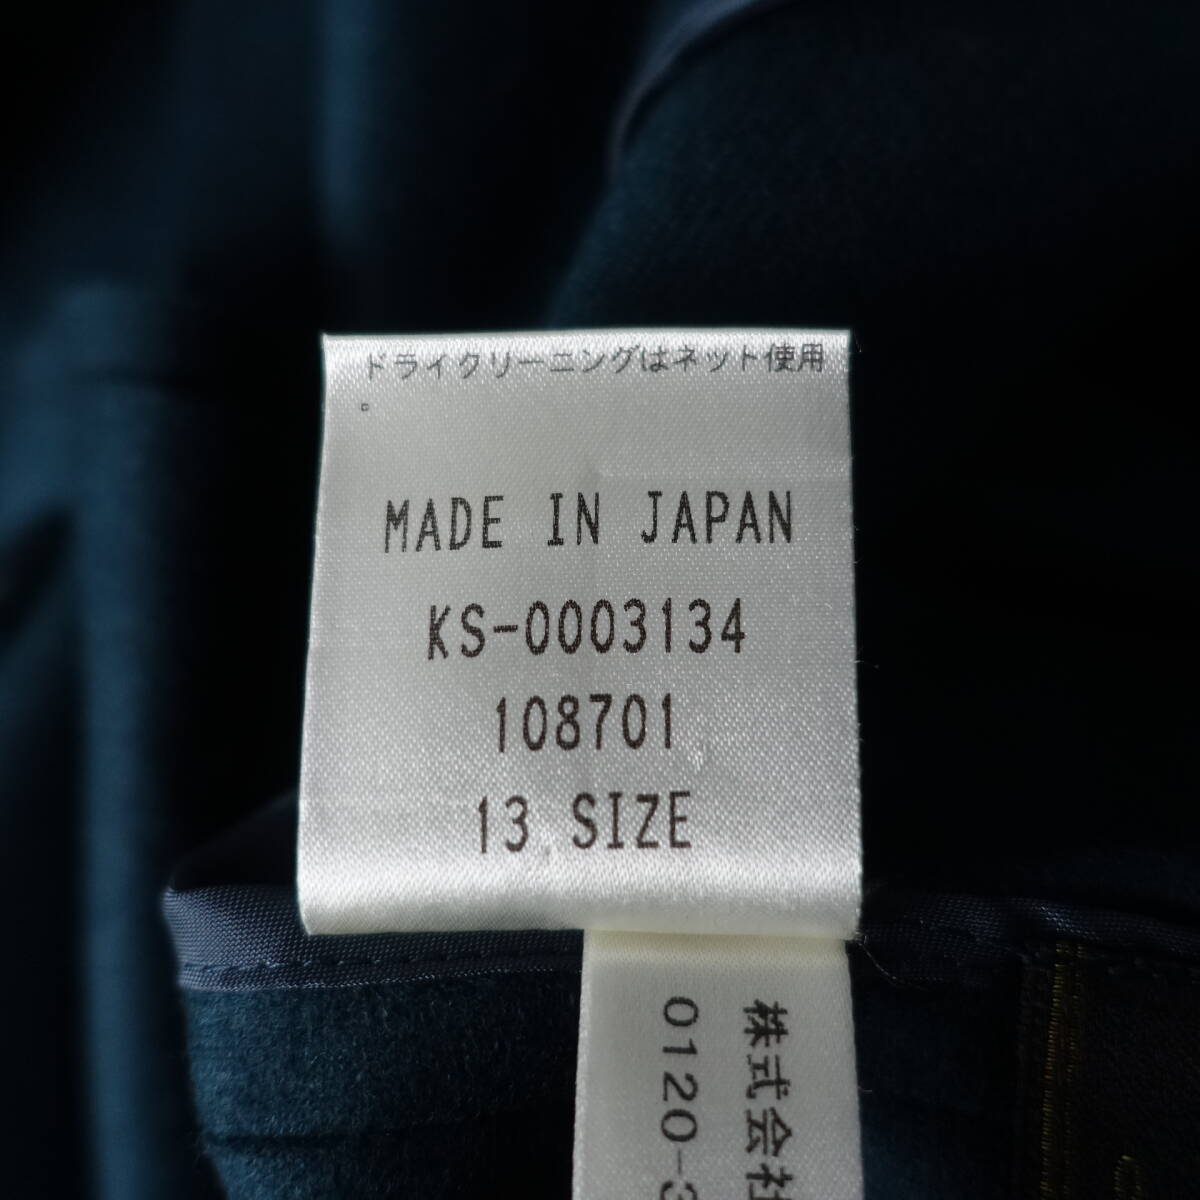 ドライクリーニングはネット使用
。
MADE IN JAPAN
KS-0003134
108701
13 SIZE
株式会社
0120-3